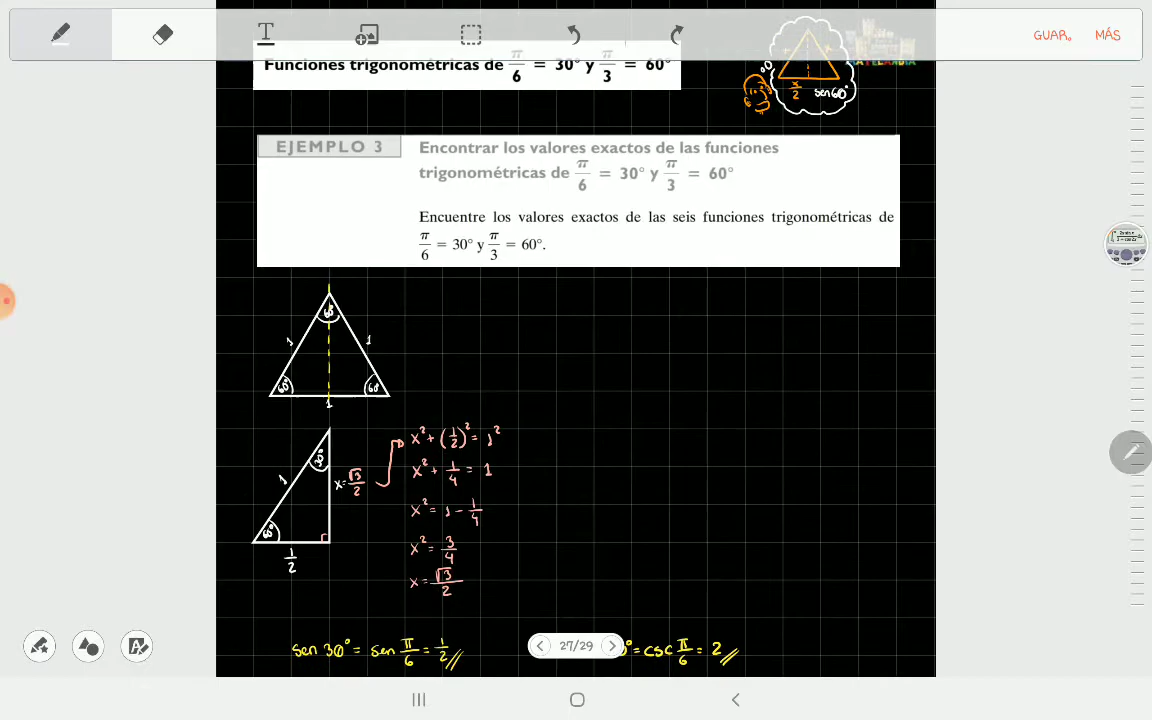 T
GUAR.
MÁS
Funciones trigonométricas de π/6 = 30° y π/3 = 60°
x/2 sen 60°
EJEMPLO 3
Encontrar los valores exactos de las funciones
trigonométricas de π/6 = 30° y π/3 = 60°
Encuentre los valores exactos de las seis funciones trigonométricas de
π/6 = 30° y π/3 = 60°.
60°
1
1
60°
60°
1
x² + (1/2)² = 1²
30°
x² + 1/4 = 1
1
x = √3/2
x² = 1 - 1/4
60°
1/2
x² = 3/4
x = √3/2
sen 30° = sen π/6 = 1/2 //
27/29
° = csc π/6 = 2 //